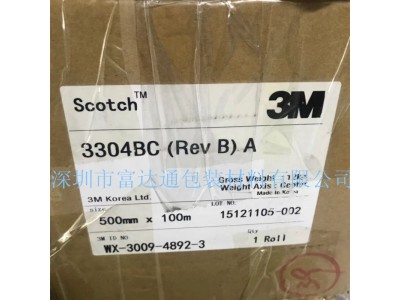 Scotch™ 3M
3304BC (Rev B) A
深圳市富达通包装材料有限公司
Gross Weight :
Weight Axis : Center
3M Korea Ltd. Made in Korea
size LOT NO:
500mm x 100m 15121105-002
3M ID NO QTY
WX-3009-4892-3 1 Roll